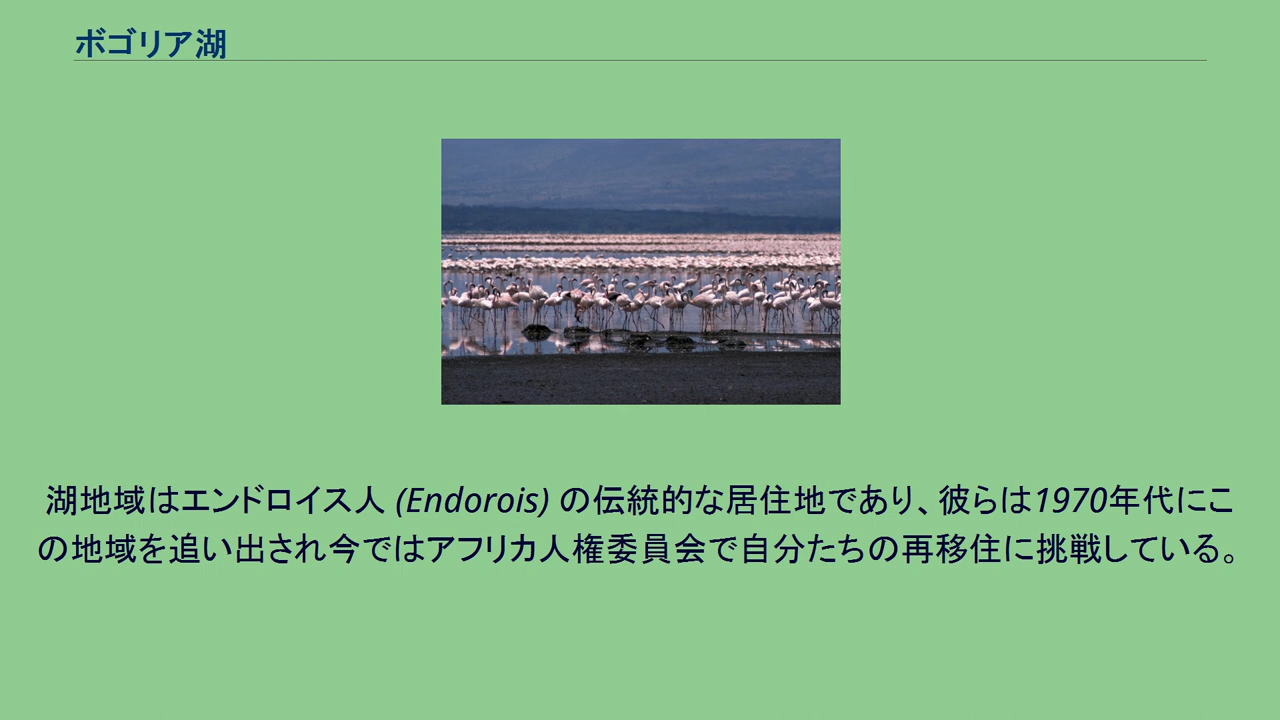 ボゴリア湖
湖地域はエンドロイス人 (Endorois) の伝統的な居住地であり、彼らは1970年代にこ
の地域を追い出され今ではアフリカ人権委員会で自分たちの再移住に挑戦している。